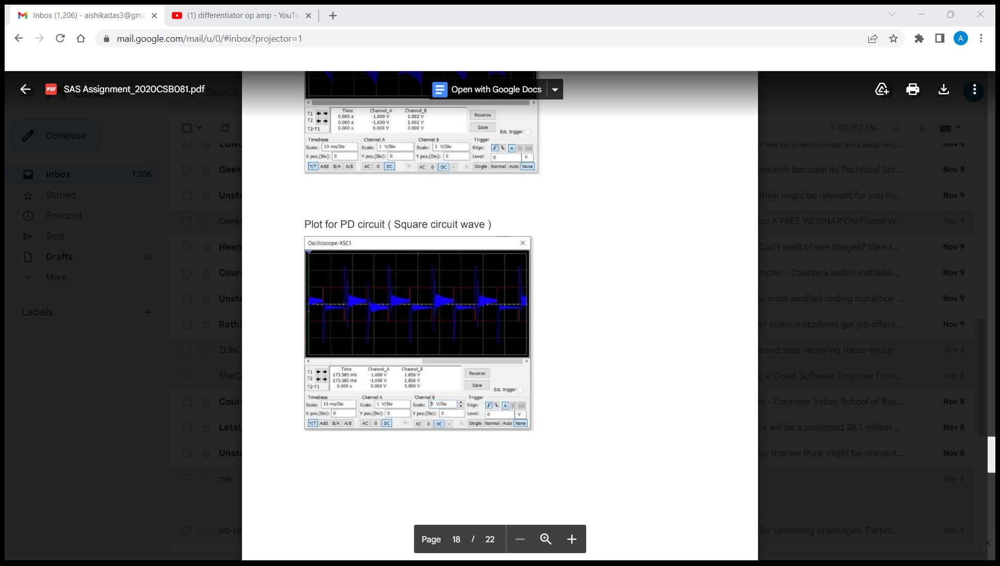 Inbox (1,206) - aishikadas3@gma
(1) differentiator op amp - YouTu
mail.google.com/mail/u/0/#inbox?projector=1
A
PDF
SAS Assignment_2020CSB081.pdf
Search
Open with Google Docs
Compose
1-50 of 2,516
Inbox 1,206
Starred
Snoozed
Sent
Drafts 28
More
Labels
ZUNO
Geek
Unsto
Geeks
Heen
Cours
Unsto
Rathi
ZUNO
SheC
Cours
LetsU
Unsto
me
no-re
T1
T2
T2-T1
Time Channel_A Channel_B
0.000 s -1.000 V 1.002 V
0.000 s -1.000 V 1.002 V
0.000 s 0.000 V 0.000 V
Reverse
Save
Ext. trigger
Timebase Channel A Channel B Trigger
Scale: 10 ms/Div Scale: 1 V/Div Scale: 1 V/Div Edge: A B Ext
X pos.(Div): 0 Y pos.(Div): 0 Y pos.(Div): 0 Level: 0 V
Y/T Add B/A A/B AC 0 DC AC 0 DC - Single Normal Auto None
Plot for PD circuit ( Square circuit wave )
Oscilloscope-XSC1
T1
T2
T2-T1
Time Channel_A Channel_B
173.585 ms -1.000 V 1.856 V
173.585 ms -1.000 V 1.856 V
0.000 s 0.000 V 0.000 V
Reverse
Save
Ext. trigger
Timebase Channel A Channel B Trigger
Scale: 10 ms/Div Scale: 1 V/Div Scale: 5 V/Div Edge: A B Ext
X pos.(Div): 0 Y pos.(Div): 0 Y pos.(Div): 0 Level: 0 V
Y/T Add B/A A/B AC 0 DC AC 0 DC - Single Normal Auto None
Page 18 / 22
d like to unsubscribe and stop rec... Nov 9
rewards because its Technical Scr... Nov 9
think might be relevant for you Fo... Nov 9
ou A FREE WEBINAR ON Flutter W... Nov 9
Can't read or see images? View t... Nov 9
more! - Coursera Indian Institute ... Nov 9
e most awaited coding marathon ... Nov 9
er science students get job offers... Nov 9
e and stop receiving these emails ... Nov 8
a, a Cloud Software Engineer from... Nov 8
ss - Coursera Indian School of Bus... Nov 8
re will be a projected 28.7 million ... Nov 8
hip that we think might be relevant... Nov 8
Nov 8
for upcoming challenges. Partici... Nov 8